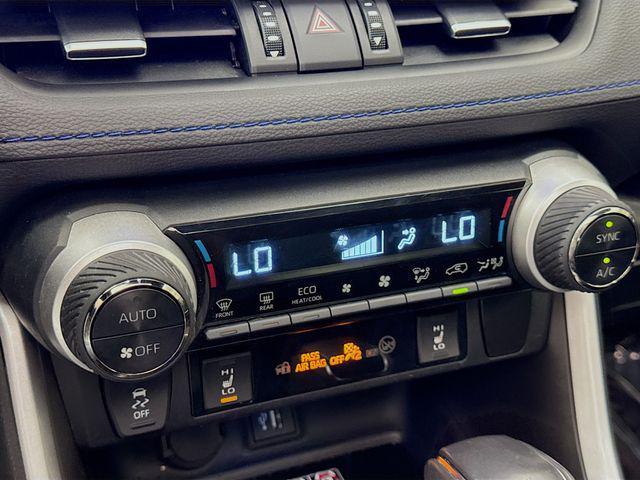 LO
LO
SYNC
A/C
FRONT
REAR
ECO
HEAT/COOL
AUTO
OFF
OFF
HI
LO
PASS
AIR BAG OFF
HI
LO